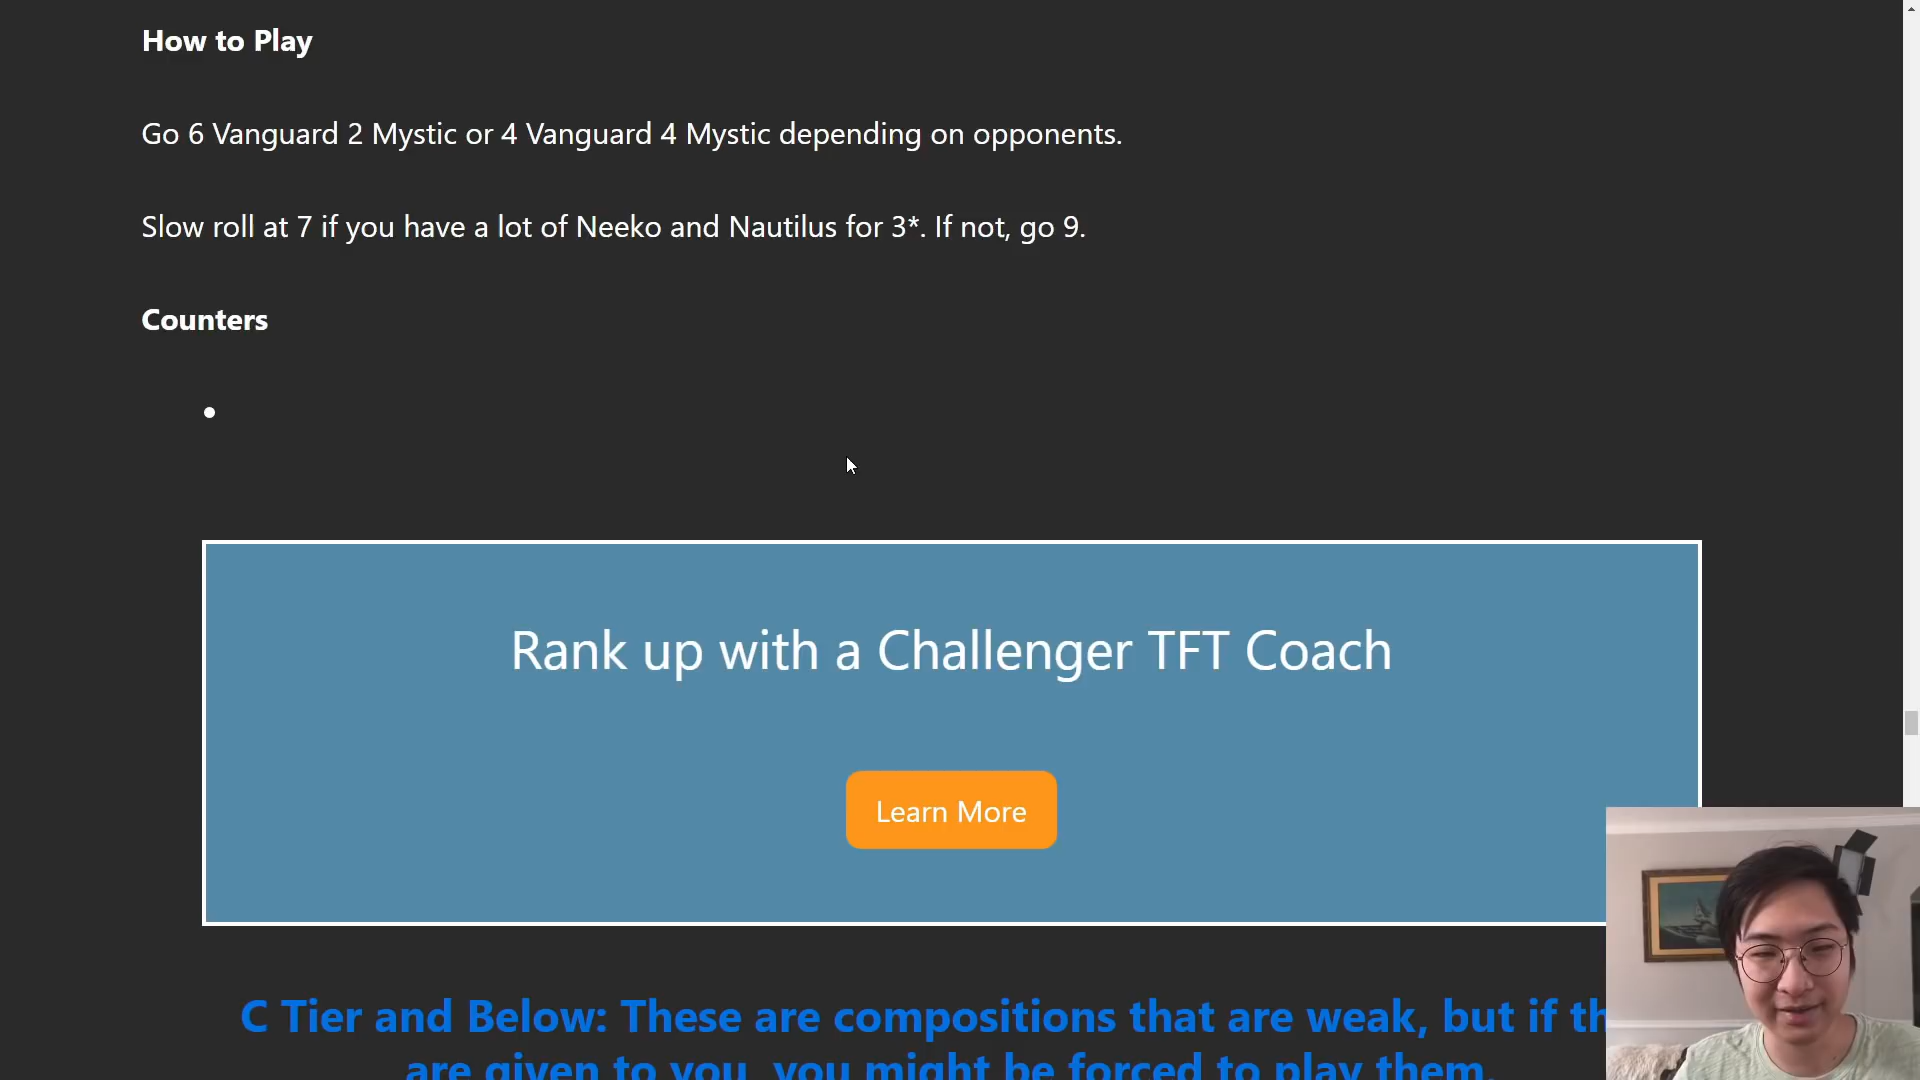 How to Play
Go 6 Vanguard 2 Mystic or 4 Vanguard 4 Mystic depending on opponents.
Slow roll at 7 if you have a lot of Neeko and Nautilus for 3*. If not, go 9.
Counters
Rank up with a Challenger TFT Coach
Learn More
C Tier and Below: These are compositions that are weak, but if
are given to you, you might be forced to play them.